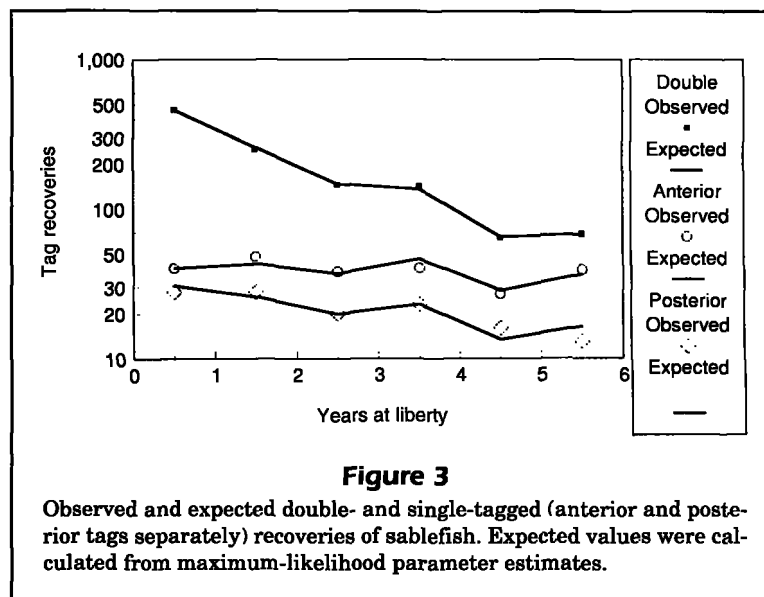 1,000
500
300
200
100
50
30
20
10
Tag recoveries
0 1 2 3 4 5 6
Years at liberty
Double
Observed
Expected
Anterior
Observed
Expected
Posterior
Observed
Expected
Figure 3
Observed and expected double- and single-tagged (anterior and poste-
rior tags separately) recoveries of sablefish. Expected values were cal-
culated from maximum-likelihood parameter estimates.